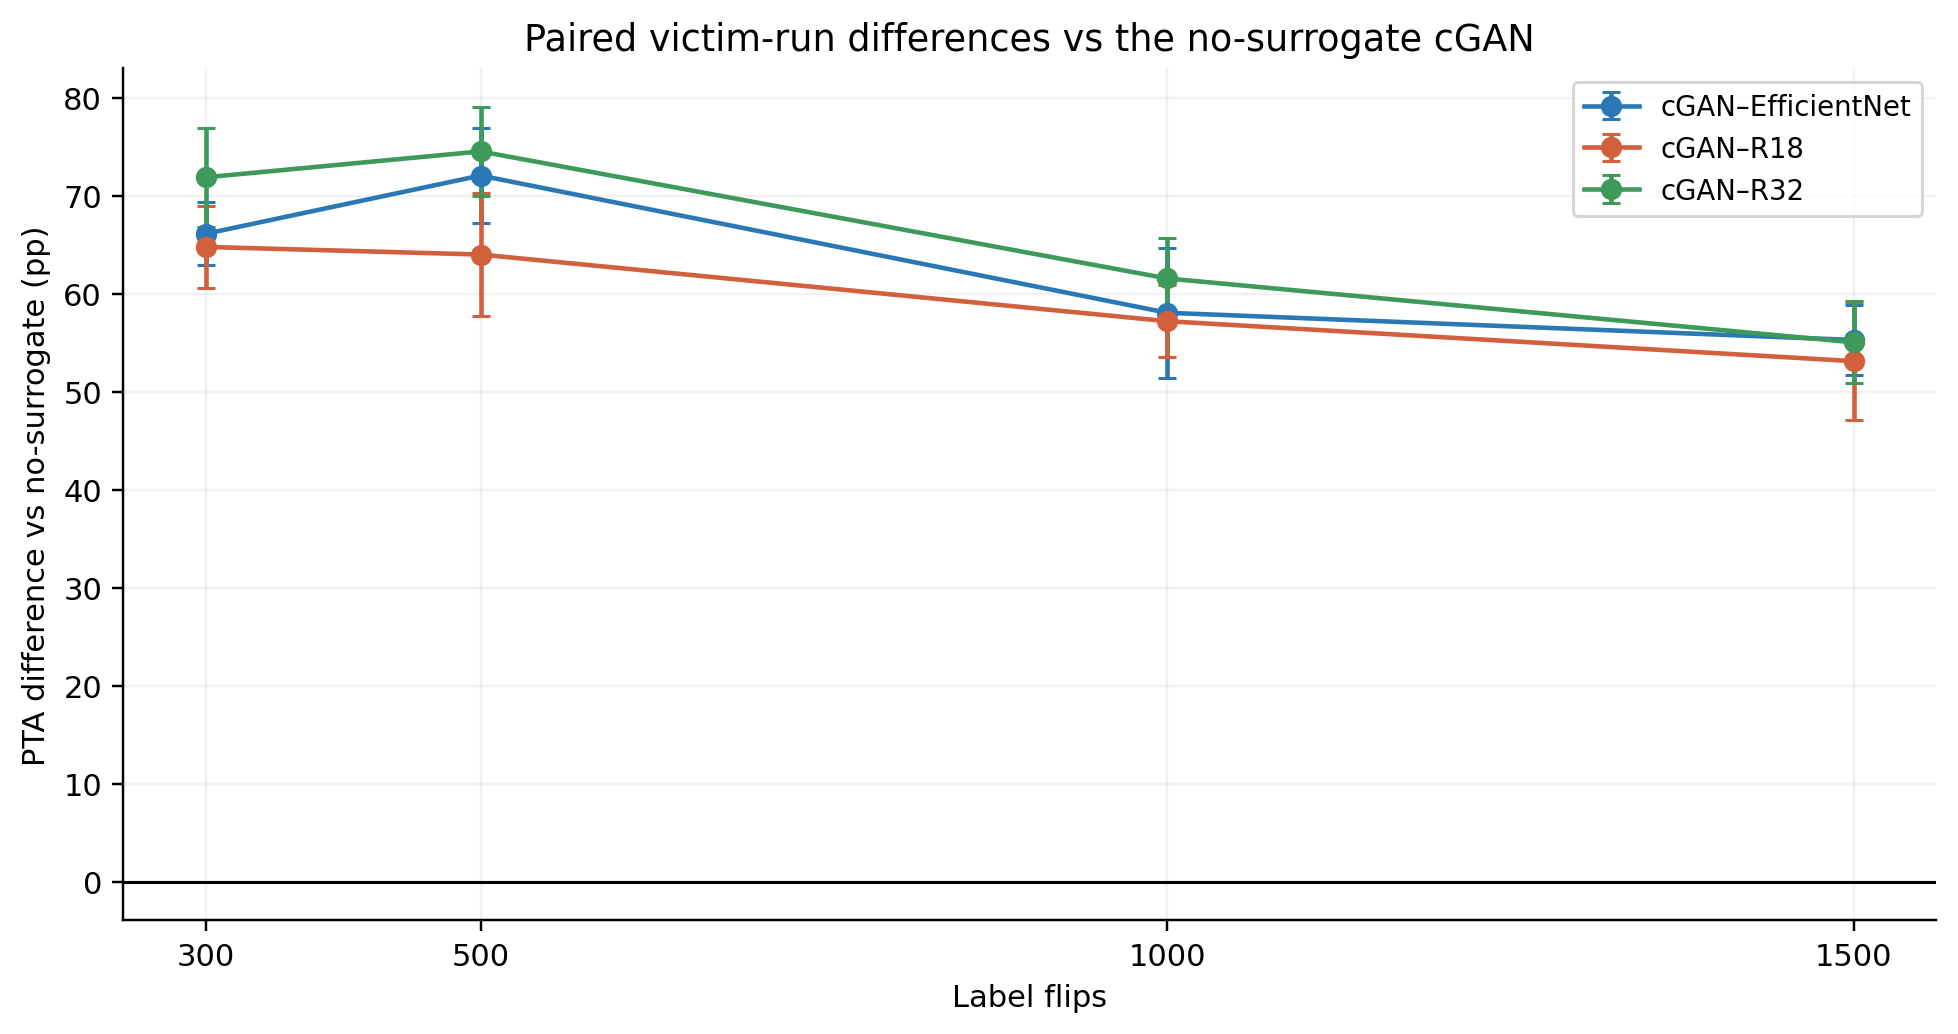 Paired victim-run differences vs the no-surrogate cGAN
PTA difference vs no-surrogate (pp)
80
70
60
50
40
30
20
10
0
cGAN–EfficientNet
cGAN–R18
cGAN–R32
300
500
1000
1500
Label flips